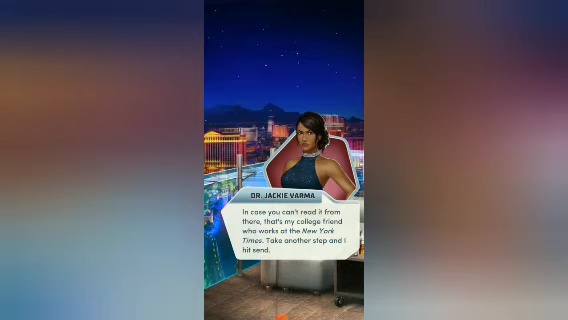 DR. JACKIE VARMA
In case you can't read it from
there, that's my college friend
who works at the New York
Times. Take another step and I
hit send.